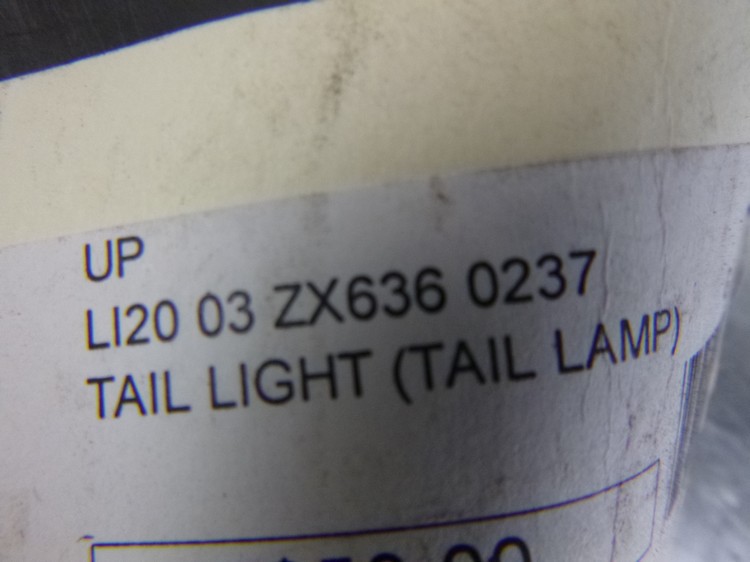 UP
LI20 03 ZX636 0237
TAIL LIGHT (TAIL LAMP)